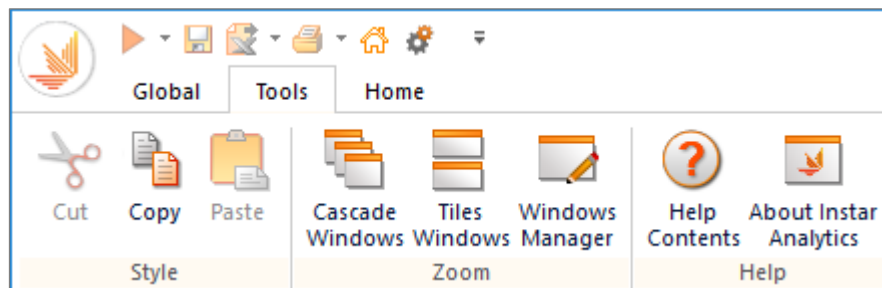 Global Tools Home
Cut Copy Paste Cascade Windows Tiles Windows Windows Manager Help Contents About Instar Analytics
Style Zoom Help